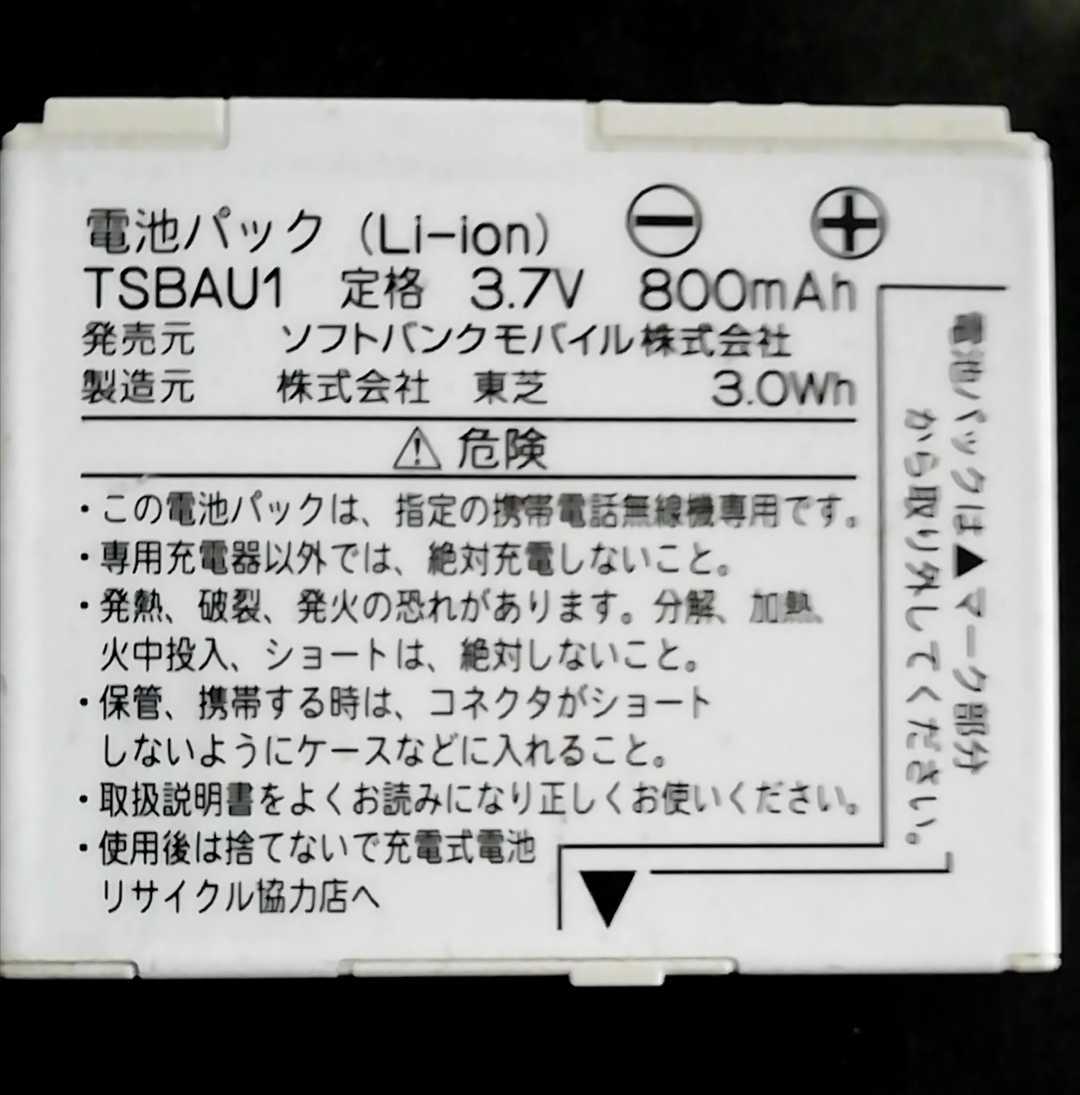 電池パック (Li-ion) ⊖ ⊕
TSBAU1 定格 3.7V 800mAh
発売元 ソフトバンクモバイル株式会社
製造元 株式会社 東芝 3.0Wh
⚠危険
・この電池パックは、指定の携帯電話無線機専用です。
・専用充電器以外では、絶対充電しないこと。
・発熱、破裂、発火の恐れがあります。分解、加熱、
火中投入、ショートは、絶対しないこと。
・保管、携帯する時は、コネクタがショート
しないようにケースなどに入れること。
・取扱説明書をよくお読みになり正しくお使いください。
・使用後は捨てないで充電式電池
リサイクル協力店へ
電池パックは▲マーク部分
から取り外してください。